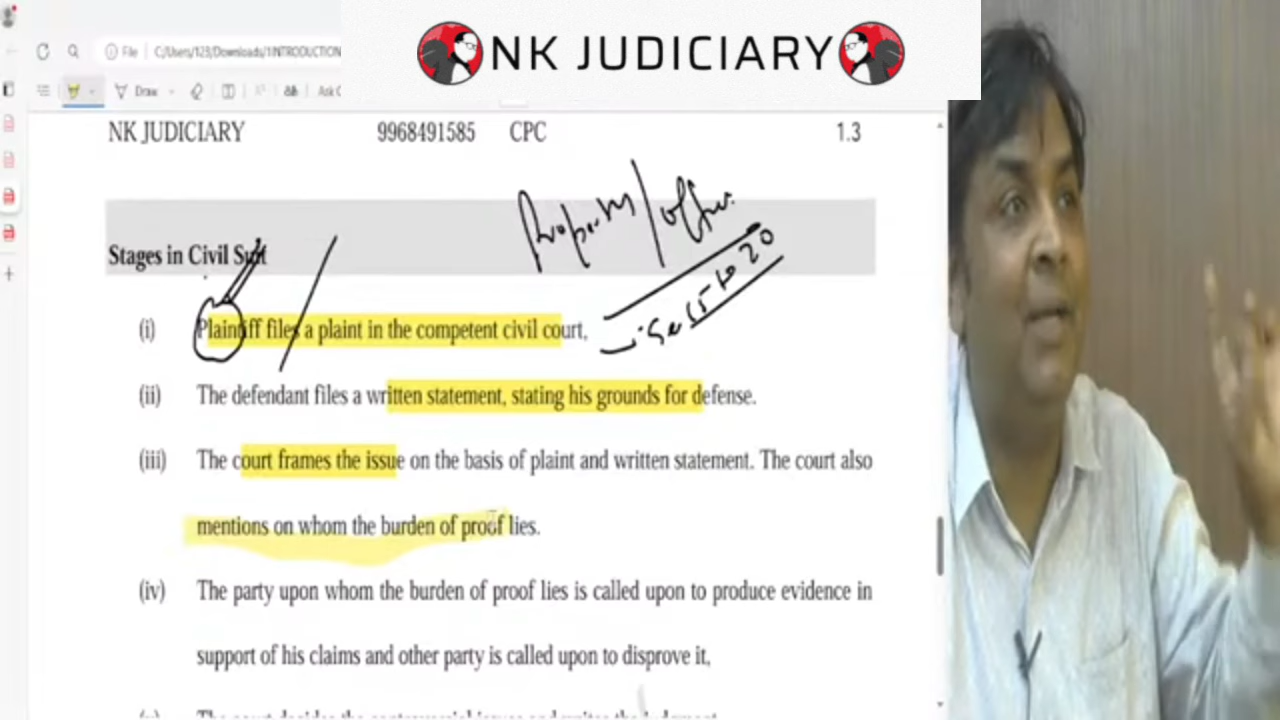 NK JUDICIARY
File C:/Users/123/Downloads/1INTRODUCTION
Draw Ask C
NK JUDICIARY 9968491585 CPC 1.3
Property/office
Stages in Civil Suit
Sec 15 to 20
(i) Plaintiff files a plaint in the competent civil court,
(ii) The defendant files a written statement, stating his grounds for defense.
(iii) The court frames the issue on the basis of plaint and written statement. The court also
mentions on whom the burden of proof lies.
(iv) The party upon whom the burden of proof lies is called upon to produce evidence in
support of his claims and other party is called upon to disprove it,